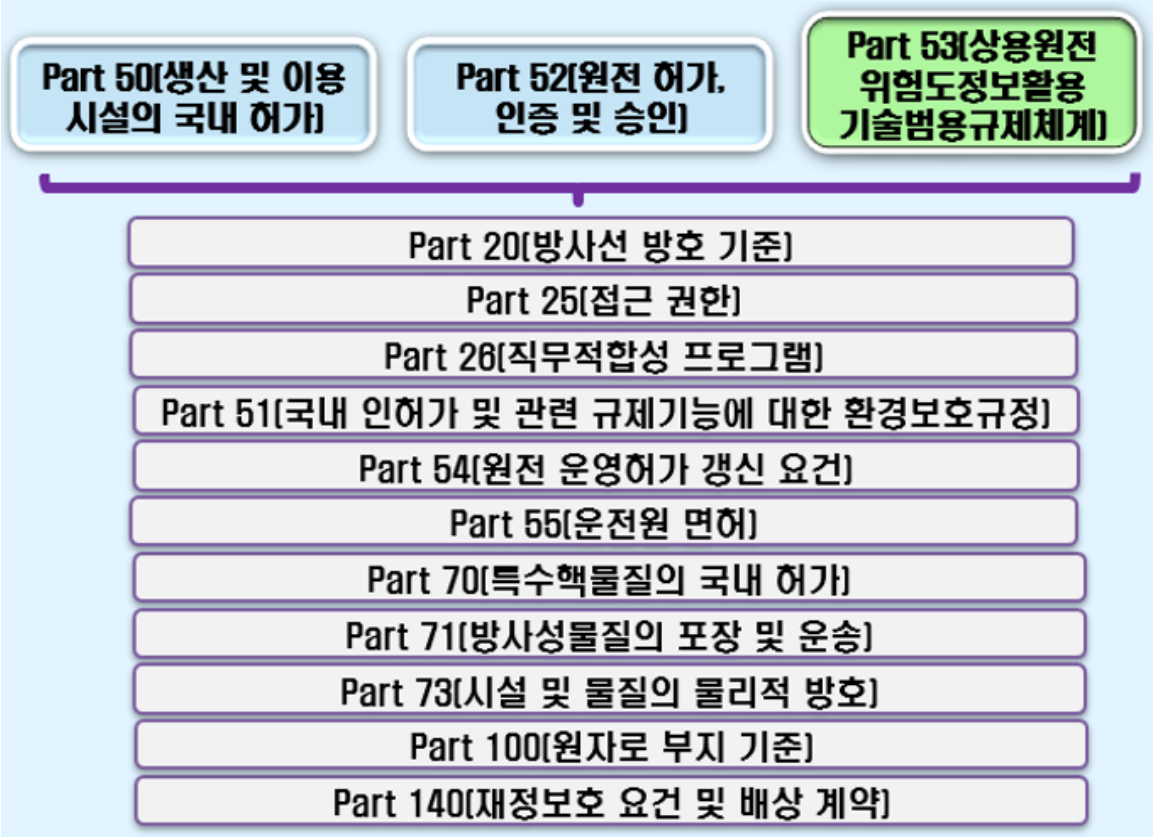 Part 50(생산 및 이용
시설의 국내 허가)
Part 52(원전 허가,
인증 및 승인)
Part 53(상용원전
위험도정보활용
기술범용규제체계)
Part 20(방사선 방호 기준)
Part 25(접근 권한)
Part 26(직무적합성 프로그램)
Part 51(국내 인허가 및 관련 규제기능에 대한 환경보호규정)
Part 54(원전 운영허가 갱신 요건)
Part 55(운전원 면허)
Part 70(특수핵물질의 국내 허가)
Part 71(방사성물질의 포장 및 운송)
Part 73(시설 및 물질의 물리적 방호)
Part 100(원자로 부지 기준)
Part 140(재정보호 요건 및 배상 계약)